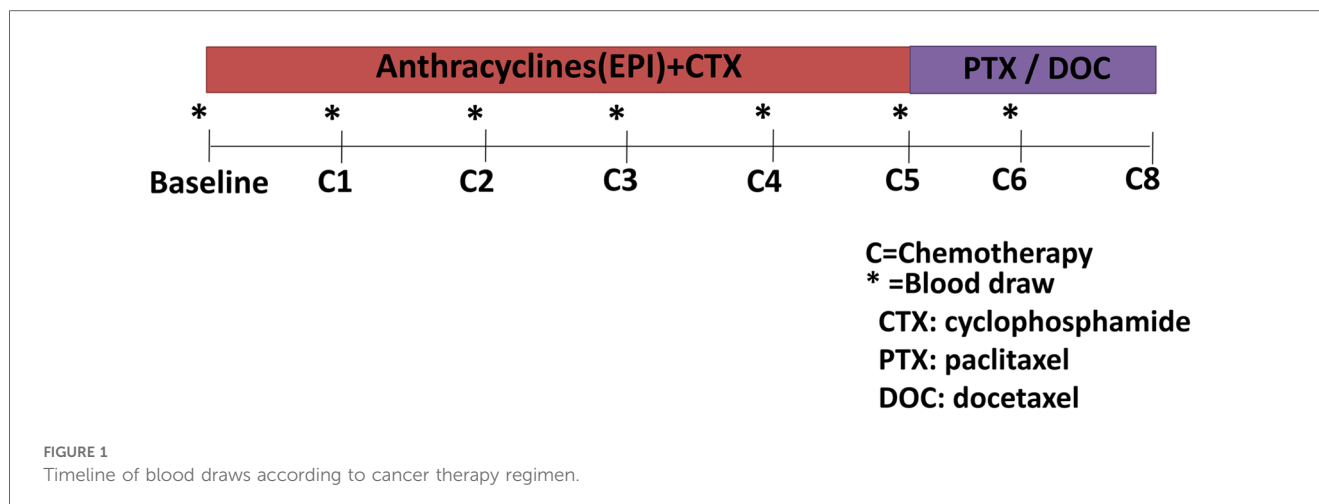 Anthracyclines(EPI)+CTX PTX / DOC
* * * * * * *
Baseline C1 C2 C3 C4 C5 C6 C8
C=Chemotherapy
* =Blood draw
CTX: cyclophosphamide
PTX: paclitaxel
DOC: docetaxel
FIGURE 1
Timeline of blood draws according to cancer therapy regimen.